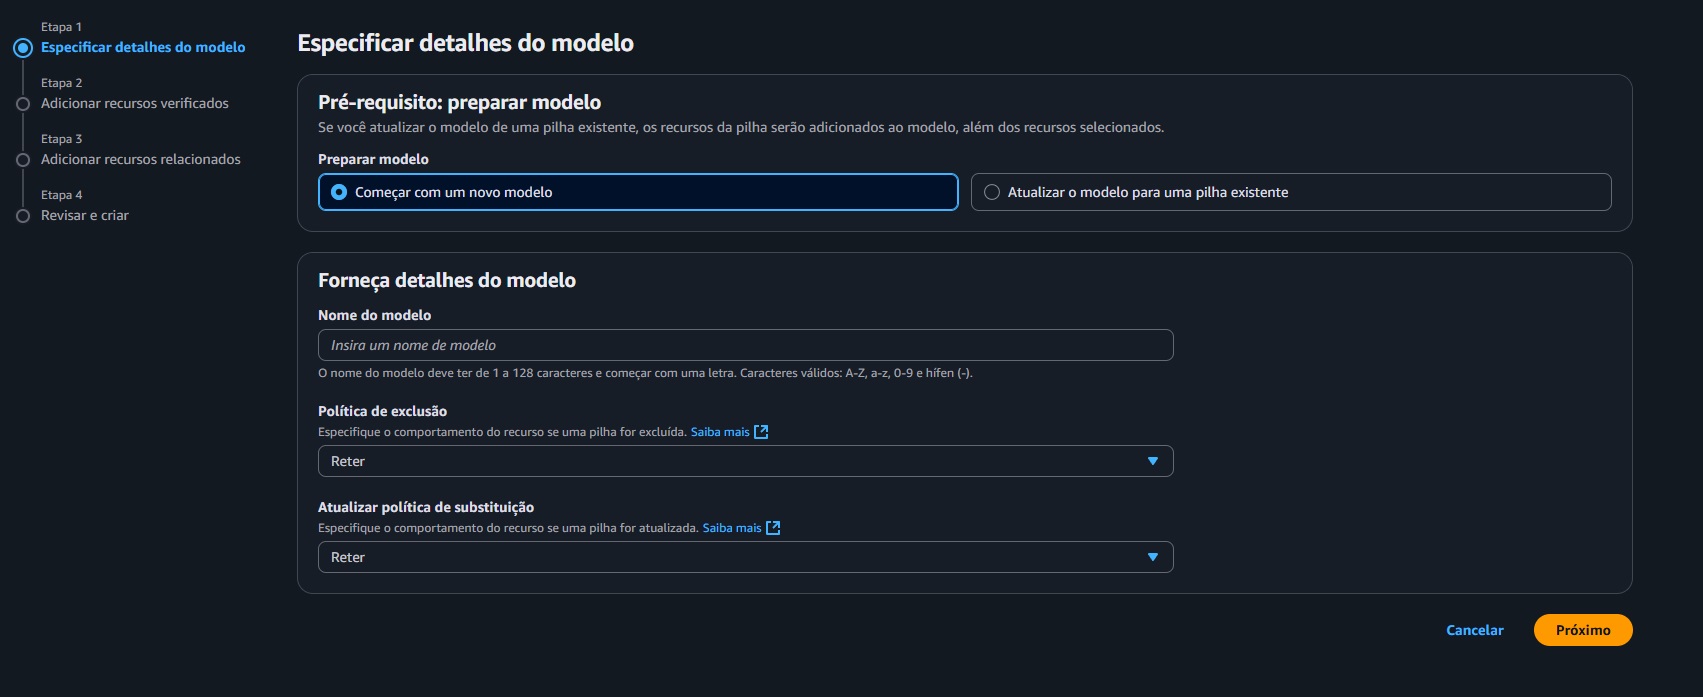 Etapa 1
Especificar detalhes do modelo
Etapa 2
Adicionar recursos verificados
Etapa 3
Adicionar recursos relacionados
Etapa 4
Revisar e criar
Especificar detalhes do modelo
Pré-requisito: preparar modelo
Se você atualizar o modelo de uma pilha existente, os recursos da pilha serão adicionados ao modelo, além dos recursos selecionados.
Preparar modelo
Começar com um novo modelo
Atualizar o modelo para uma pilha existente
Forneça detalhes do modelo
Nome do modelo
Insira um nome de modelo
O nome do modelo deve ter de 1 a 128 caracteres e começar com uma letra. Caracteres válidos: A-Z, a-z, 0-9 e hífen (-).
Política de exclusão
Especifique o comportamento do recurso se uma pilha for excluída. Saiba mais
Reter
Atualizar política de substituição
Especifique o comportamento do recurso se uma pilha for atualizada. Saiba mais
Reter
Cancelar
Próximo